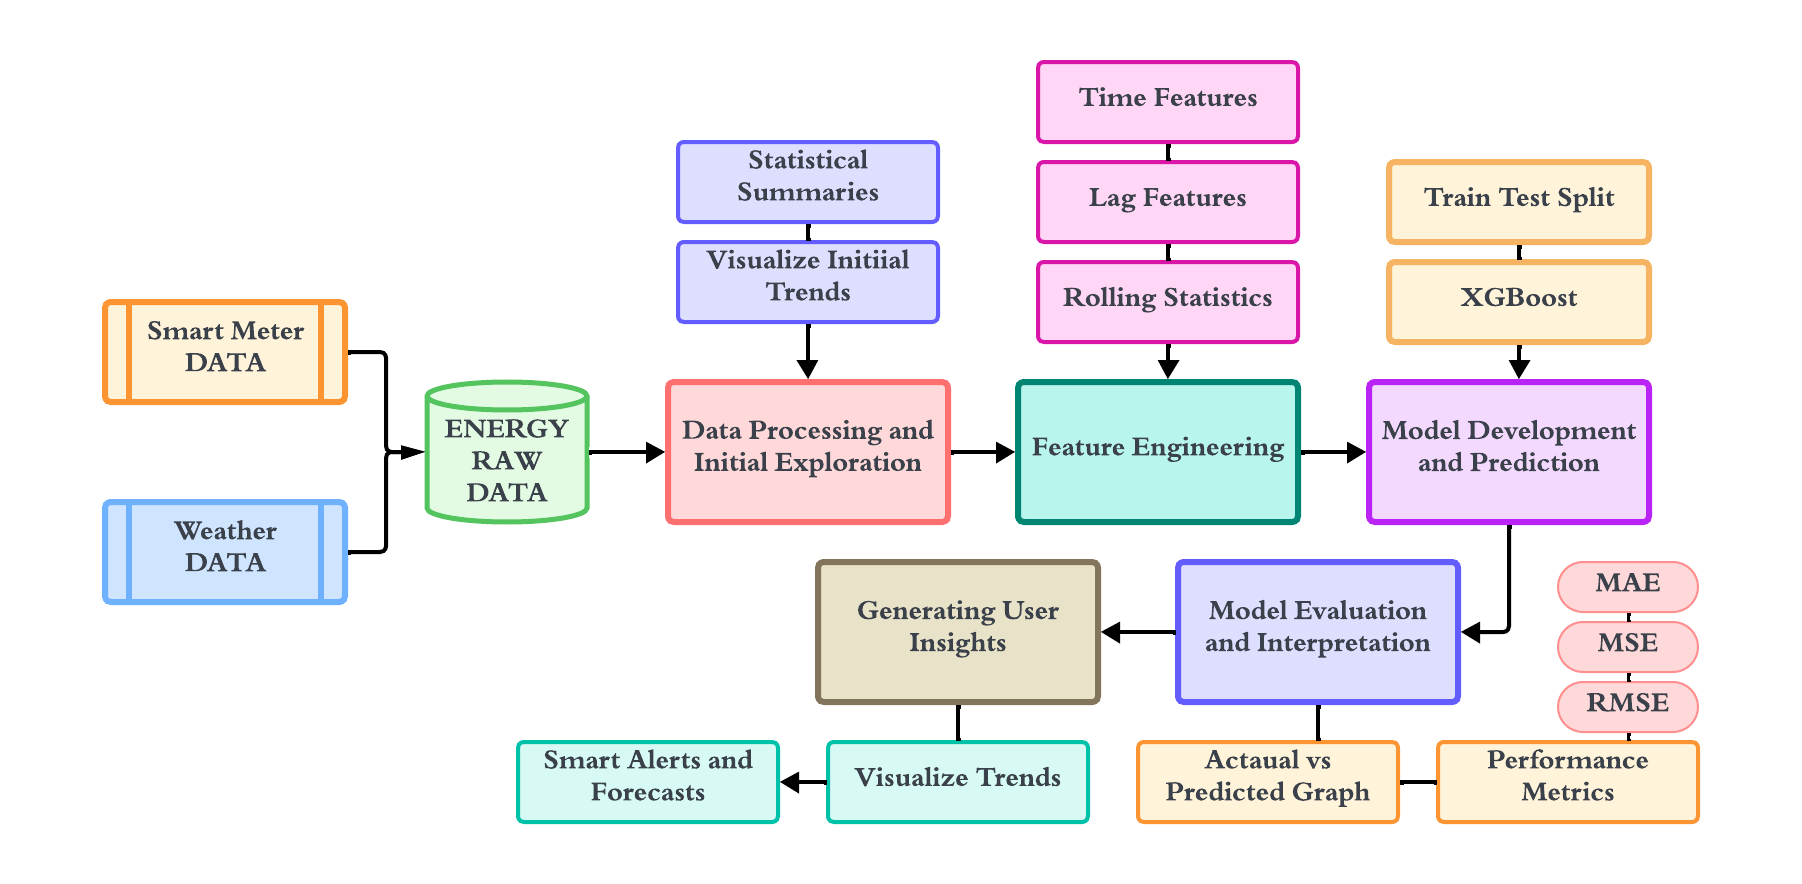 Time Features
Statistical
Summaries
Lag Features
Train Test Split
Visualize Initiial
Trends
Rolling Statistics
XGBoost
Smart Meter
DATA
ENERGY
RAW
DATA
Data Processing and
Initial Exploration
Feature Engineering
Model Development
and Prediction
Weather
DATA
Generating User
Insights
Model Evaluation
and Interpretation
MAE
MSE
RMSE
Smart Alerts and
Forecasts
Visualize Trends
Actaual vs
Predicted Graph
Performance
Metrics